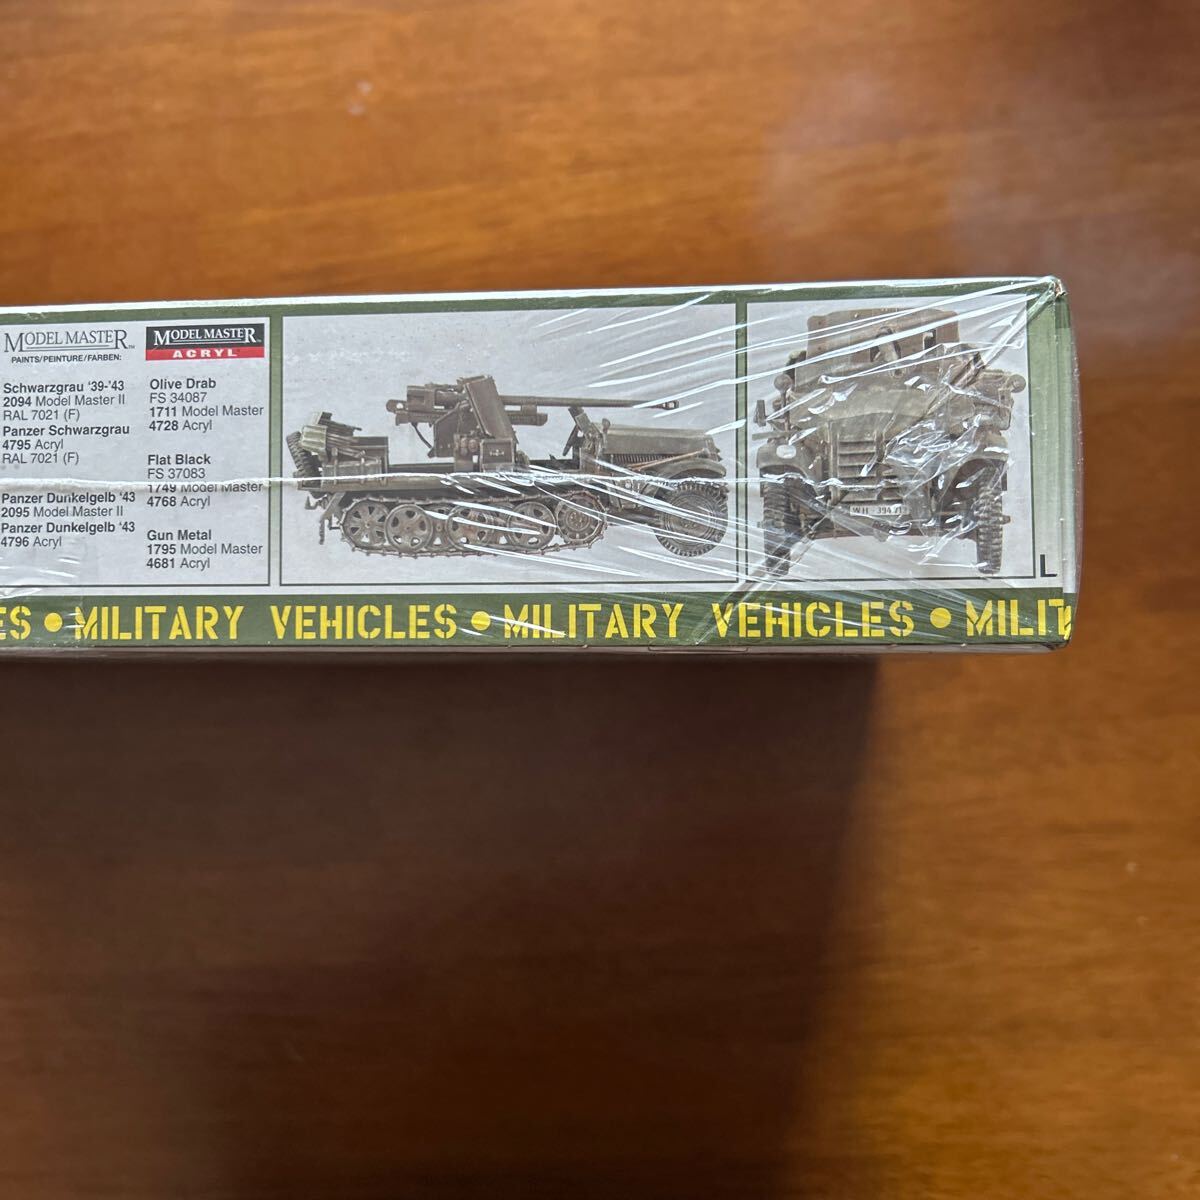 MODEL MASTER™
PAINTS/PEINTURE/FARBEN:
Schwarzgrau '39-'43
2094 Model Master II
RAL 7021 (F)
Panzer Schwarzgrau
4795 Acryl
RAL 7021 (F)
Panzer Dunkelgelb '43
2095 Model Master II
Panzer Dunkelgelb '43
4796 Acryl
MODEL MASTER™
ACRYL
Olive Drab
FS 34087
1711 Model Master
4728 Acryl
Flat Black
FS 37083
1749 Model Master
4768 Acryl
Gun Metal
1795 Model Master
4681 Acryl
L
ES • MILITARY VEHICLES • MILITARY VEHICLES • MILIT